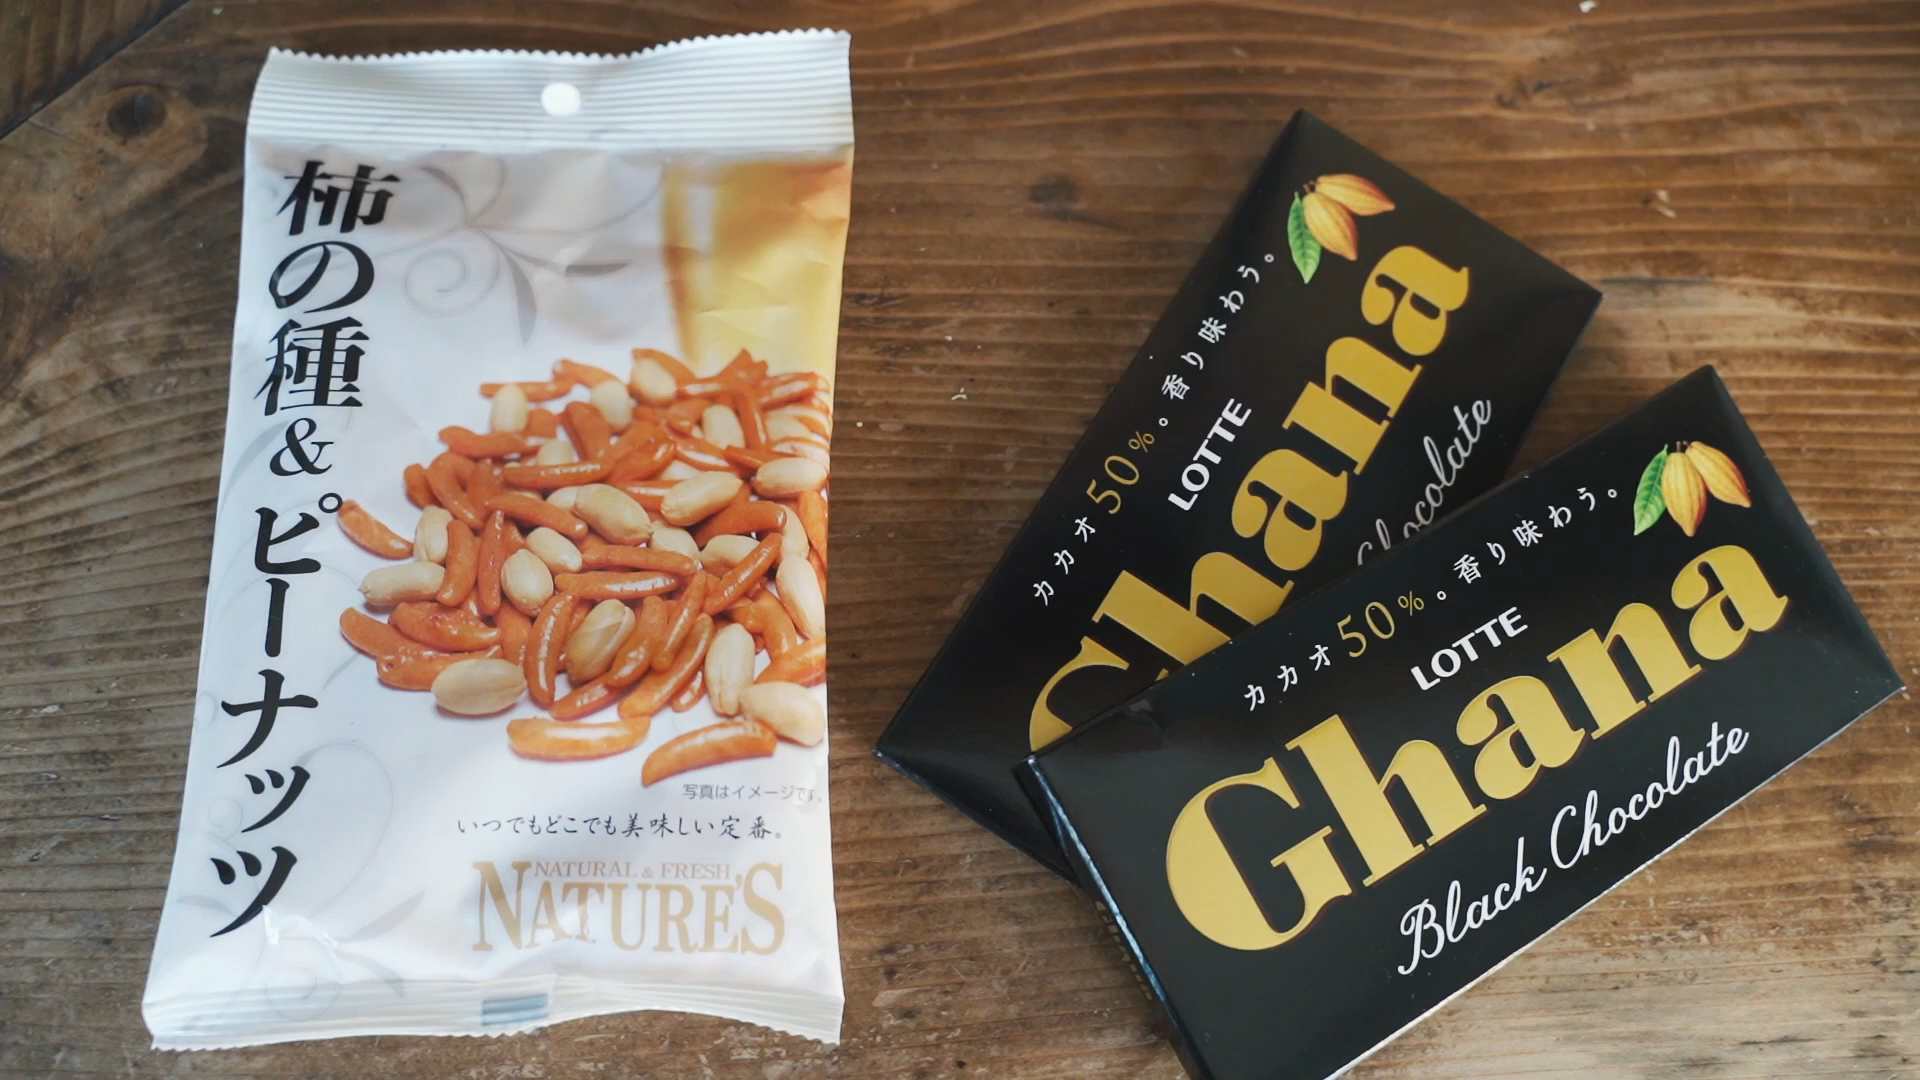 柿の種&ピーナッツ
写真はイメージです。
いつでもどこでも美味しい定番。
NATURAL & FRESH
NATURE'S
カカオ50%。香り味わう。
LOTTE
Ghana
Chocolate
カカオ50%。香り味わう。
LOTTE
Ghana
Black Chocolate